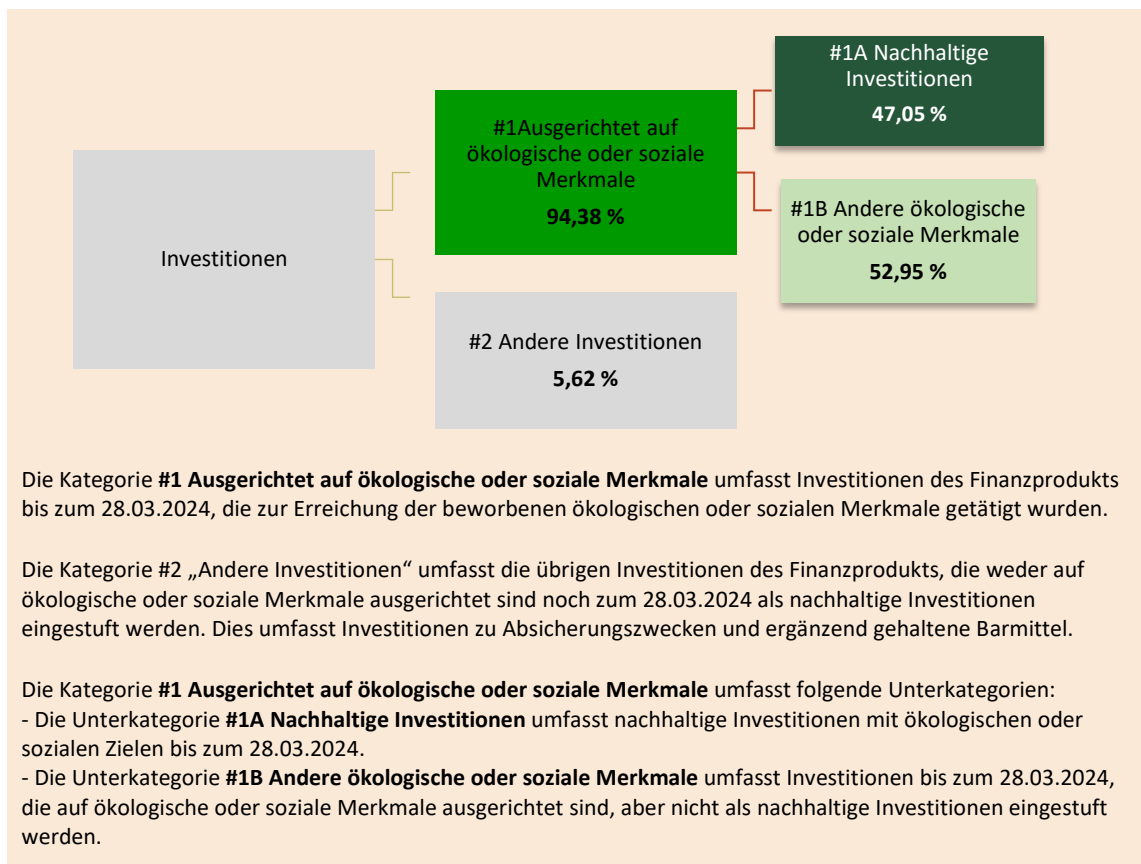 #1A Nachhaltige
Investitionen
47,05 %
#1Ausgerichtet auf
ökologische oder soziale
Merkmale
94,38 %
#1B Andere ökologische
oder soziale Merkmale
52,95 %
Investitionen
#2 Andere Investitionen
5,62 %
Die Kategorie #1 Ausgerichtet auf ökologische oder soziale Merkmale umfasst Investitionen des Finanzprodukts
bis zum 28.03.2024, die zur Erreichung der beworbenen ökologischen oder sozialen Merkmale getätigt wurden.
Die Kategorie #2 „Andere Investitionen“ umfasst die übrigen Investitionen des Finanzprodukts, die weder auf
ökologische oder soziale Merkmale ausgerichtet sind noch zum 28.03.2024 als nachhaltige Investitionen
eingestuft werden. Dies umfasst Investitionen zu Absicherungszwecken und ergänzend gehaltene Barmittel.
Die Kategorie #1 Ausgerichtet auf ökologische oder soziale Merkmale umfasst folgende Unterkategorien:
- Die Unterkategorie #1A Nachhaltige Investitionen umfasst nachhaltige Investitionen mit ökologischen oder
sozialen Zielen bis zum 28.03.2024.
- Die Unterkategorie #1B Andere ökologische oder soziale Merkmale umfasst Investitionen bis zum 28.03.2024,
die auf ökologische oder soziale Merkmale ausgerichtet sind, aber nicht als nachhaltige Investitionen eingestuft
werden.